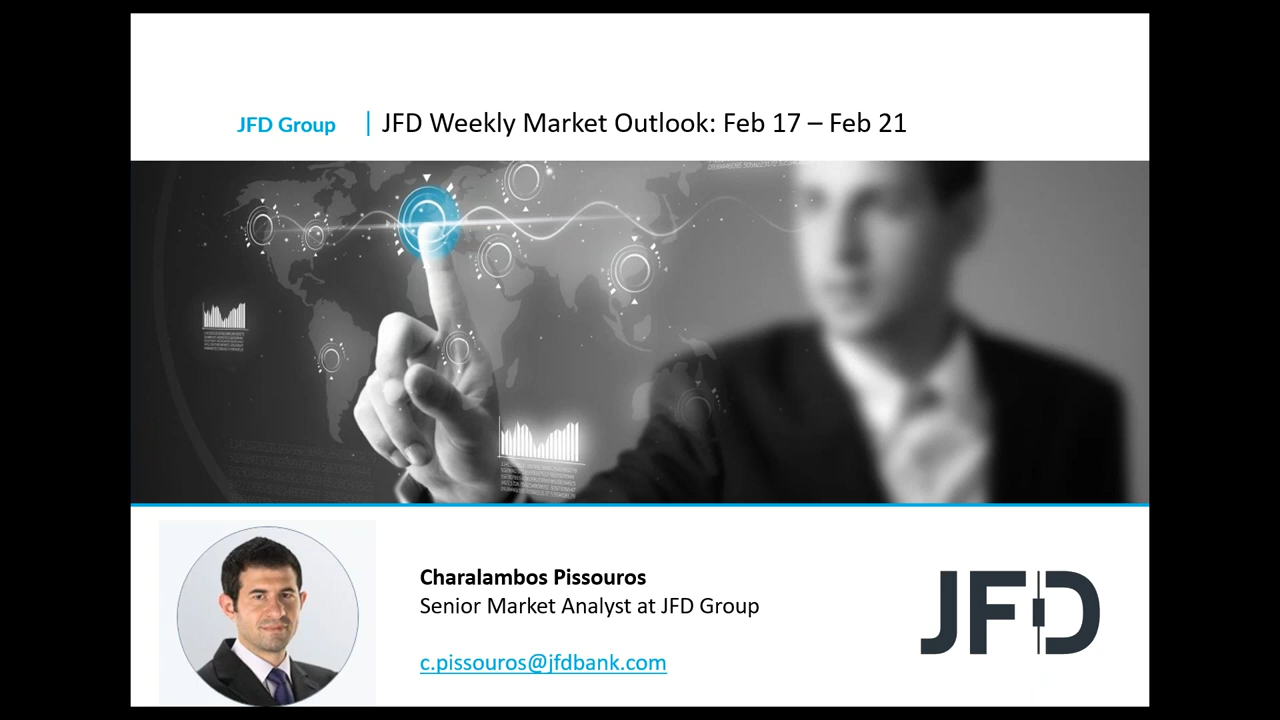 JFD Group | JFD Weekly Market Outlook: Feb 17 – Feb 21
Charalambos Pissouros
Senior Market Analyst at JFD Group
c.pissouros@jfdbank.com
JFD